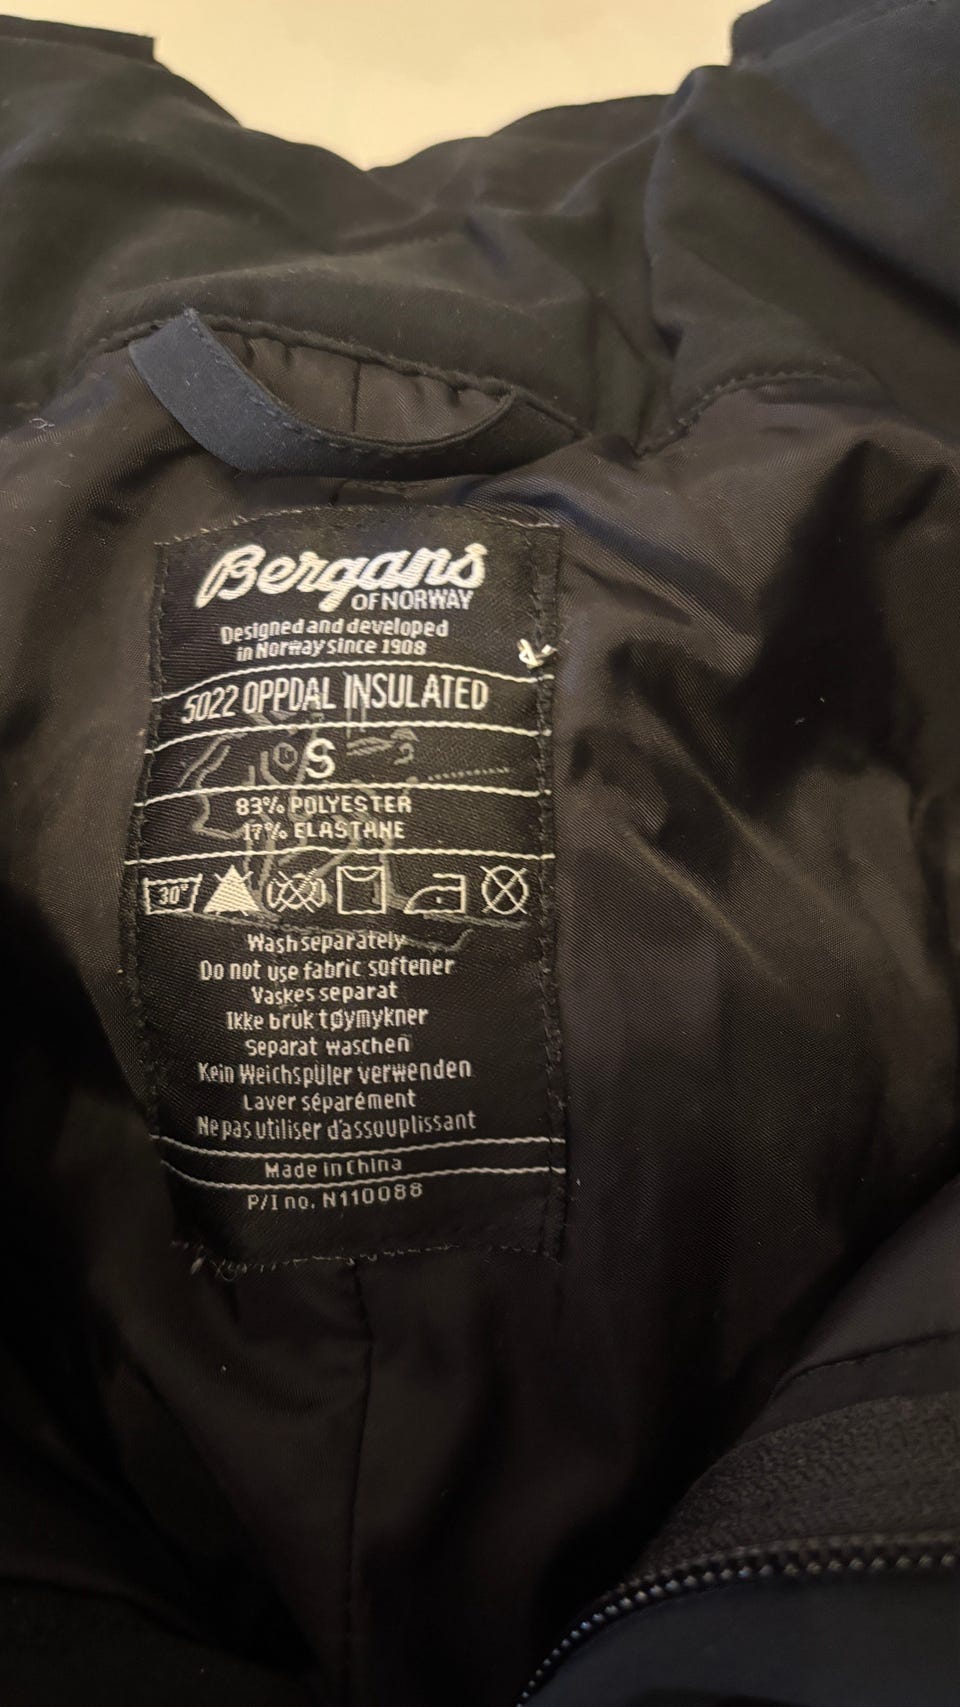 Bergans
OF NORWAY
Designed and developed
in Norway since 1908
5022 OPPDAL INSULATED
S
83% POLYESTER
17% ELASTANE
30°
Wash separately
Do not use fabric softener
Vaskes separat
Ikke bruk tøymykner
Separat waschen
Kein Weichspüler verwenden
Laver séparément
Ne pas utiliser d'assouplissant
Made in China
P/I no. N110088